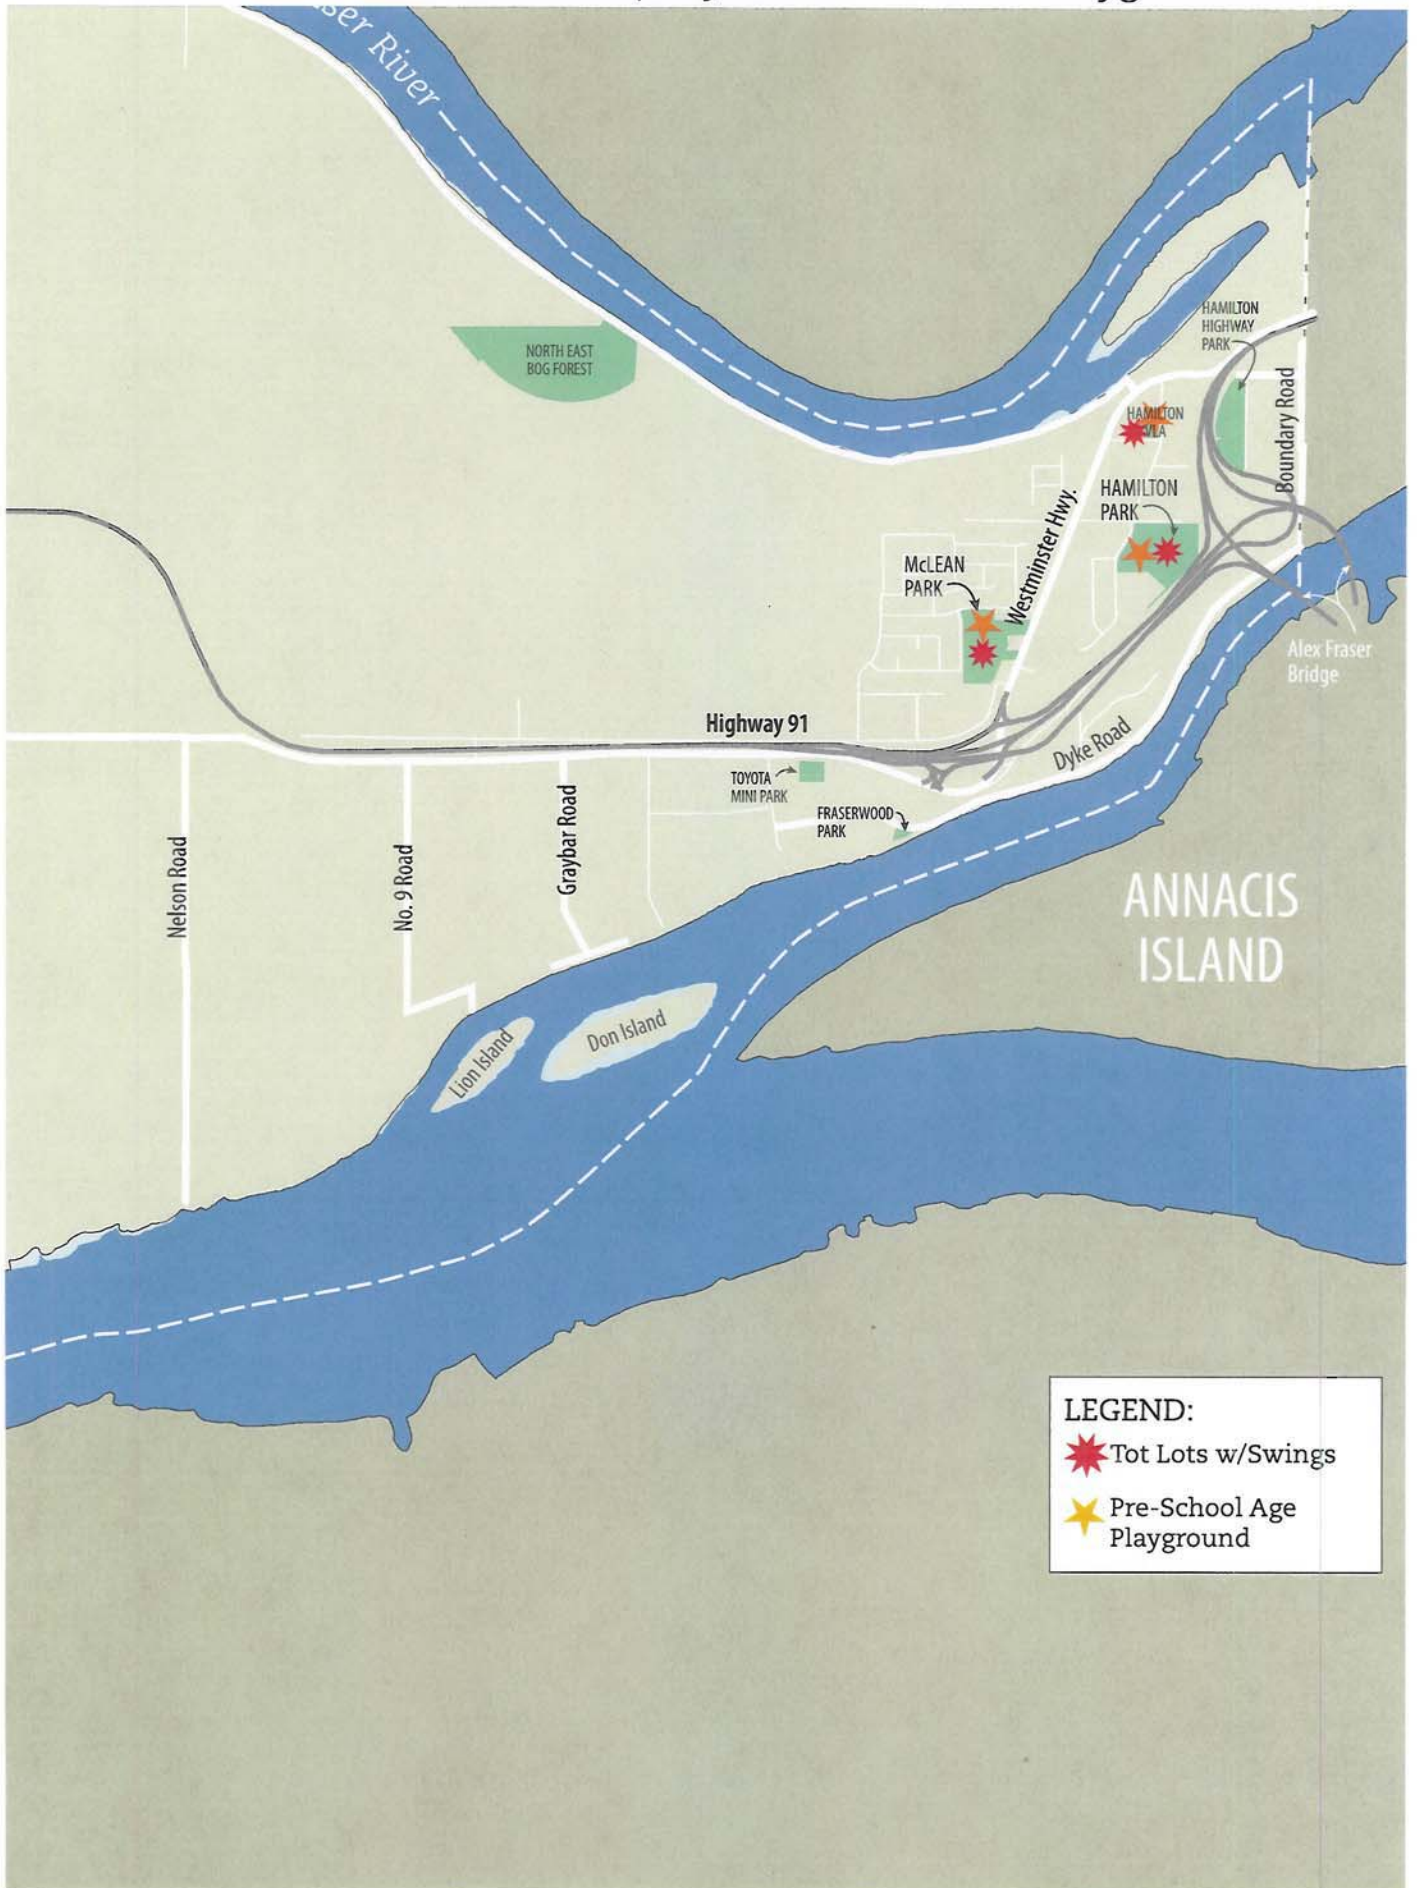 ser River
HAMILTON
HIGHWAY
PARK
NORTH EAST
BOG FOREST
Boundary Road
HAMILTON
VLA
HAMILTON
PARK
Westminster Hwy.
McLEAN
PARK
Alex Fraser
Bridge
Highway 91
Dyke Road
TOYOTA
MINI PARK
FRASERWOOD
PARK
Nelson Road
No. 9 Road
Graybar Road
ANNACIS
ISLAND
Don Island
Lion Island
LEGEND:
Tot Lots w/Swings
Pre-School Age
Playground